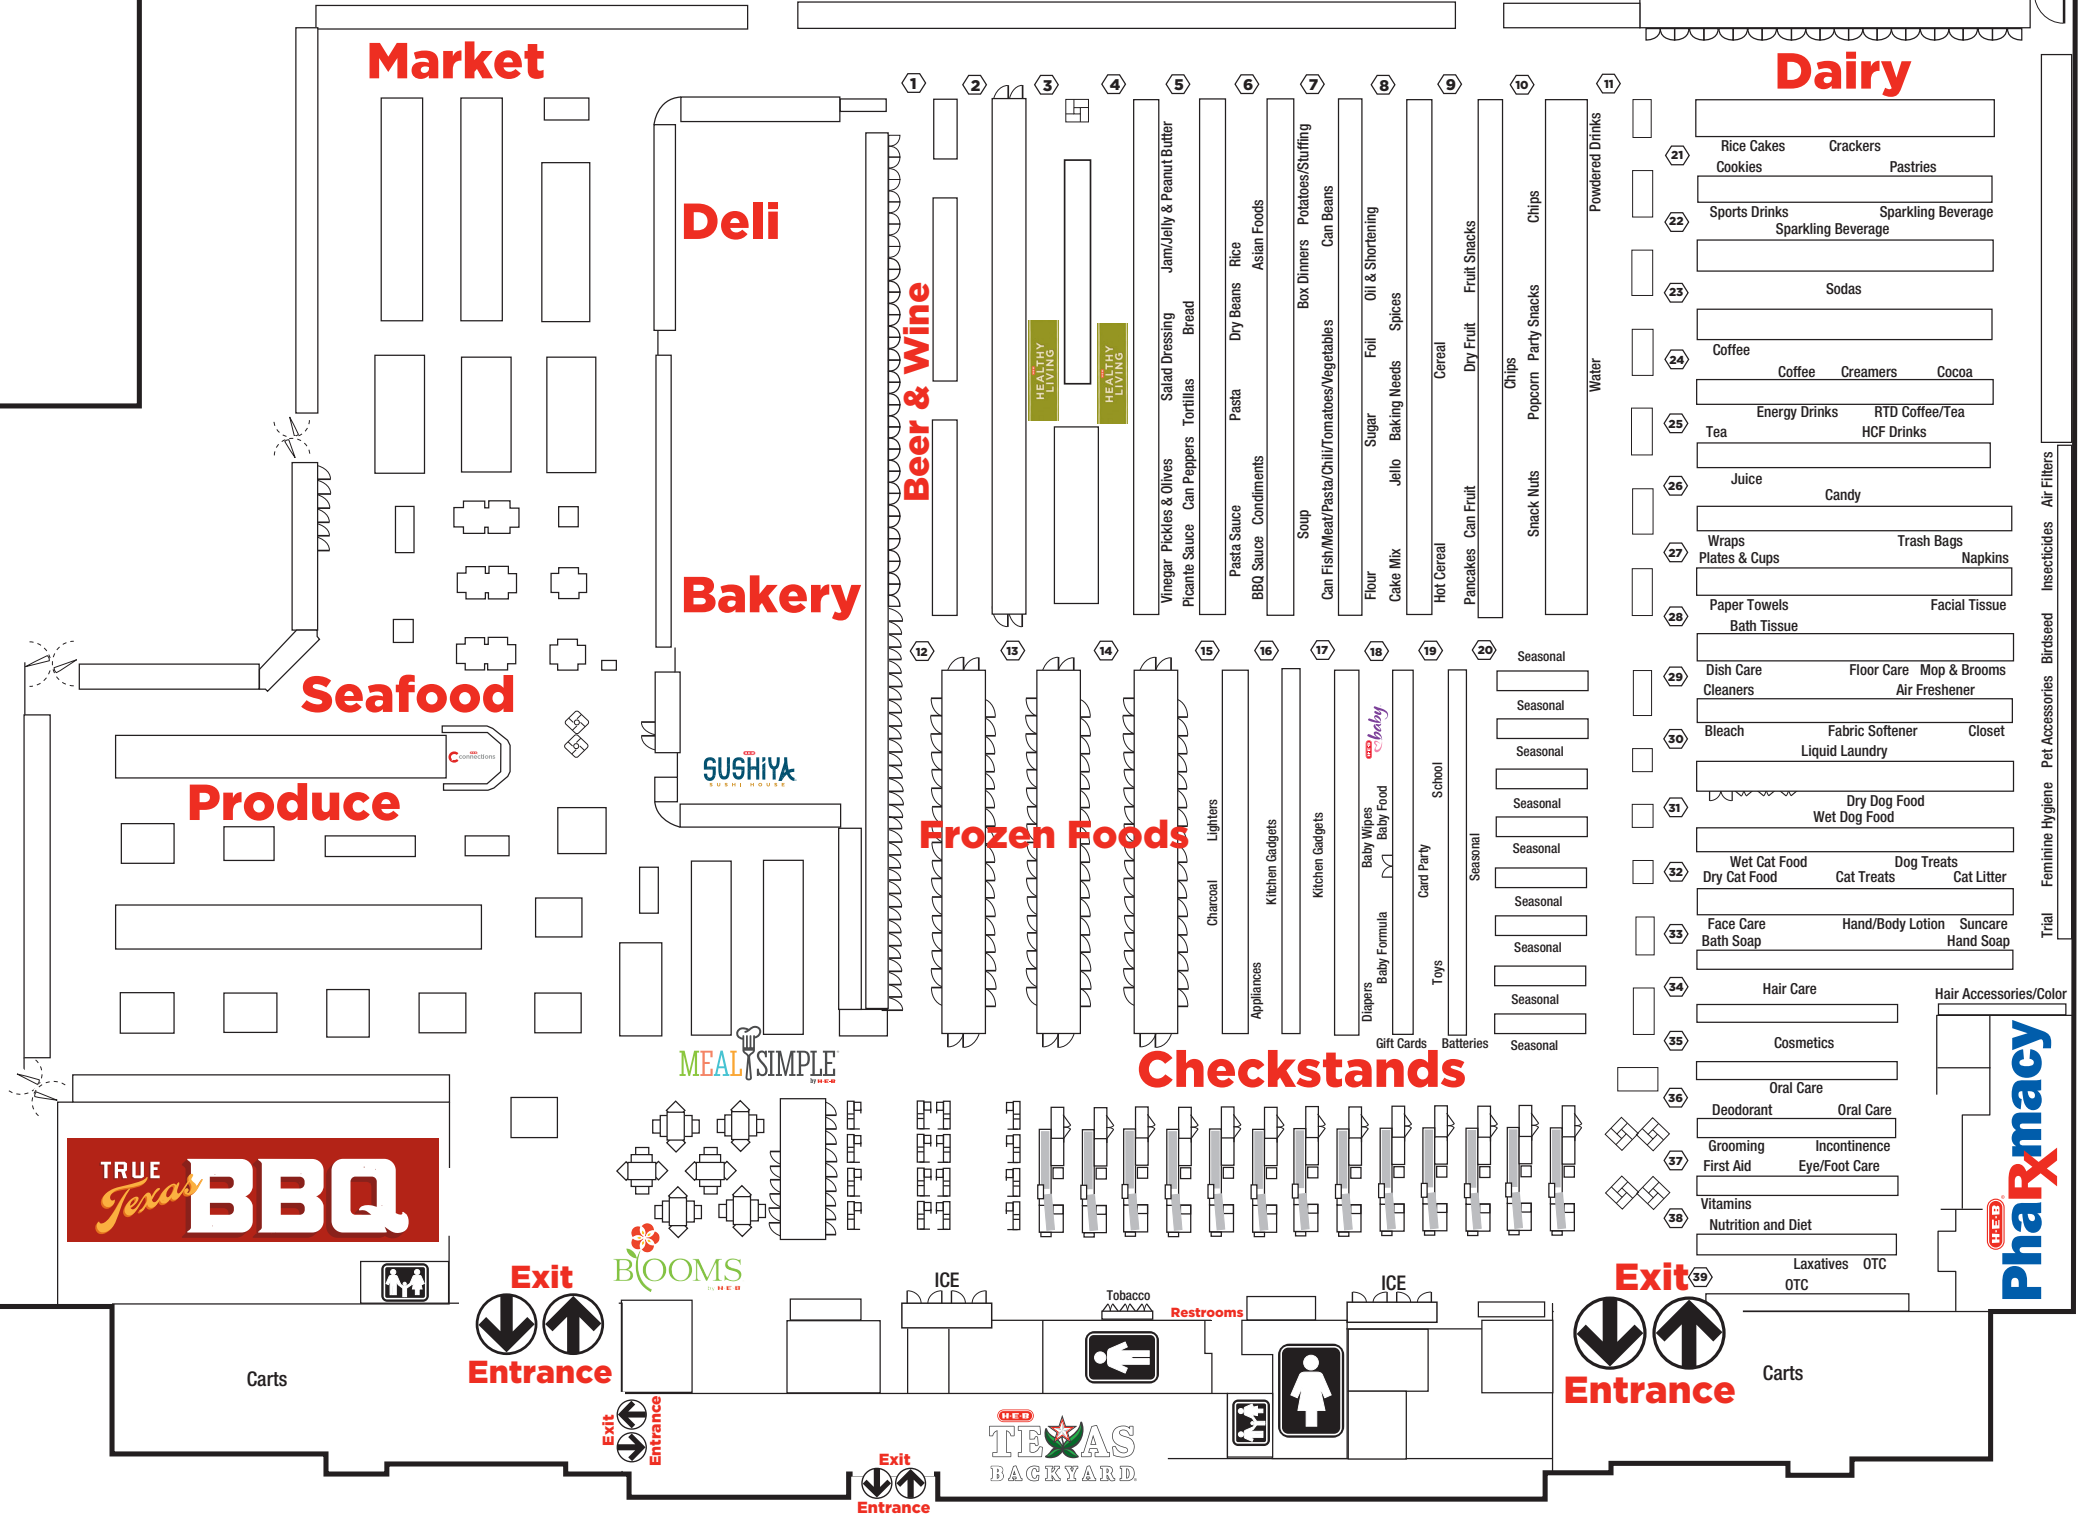 Market
Dairy
Deli
Bakery
Seafood
Produce
Beer & Wine
HEALTHY LIVING
HEALTHY LIVING
Frozen Foods
Checkstands
connections
SUSHIYA
SUSHI HOUSE
MEAL SIMPLE
by H-E-B
TRUE
Texas
BBQ
BLOOMS
by H-E-B
1
2
3
4
5
6
7
8
9
10
11
Jam/Jelly & Peanut Butter
Salad Dressing
Vinegar Pickles & Olives
Bread
Tortillas
Picante Sauce Can Peppers
Rice
Dry Beans
Pasta
Pasta Sauce
Asian Foods
BBQ Sauce Condiments
Box Dinners Potatoes/Stuffing
Soup
Can Beans
Can Fish/Meat/Pasta/Chili/Tomatoes/Vegetables
Oil & Shortening
Foil
Sugar
Flour
Spices
Baking Needs
Jello
Cake Mix
Cereal
Hot Cereal
Fruit Snacks
Dry Fruit
Can Fruit
Pancakes
Chips
Chips
Party Snacks
Popcorn
Snack Nuts
Powdered Drinks
Water
12
13
14
15
16
17
18
19
20
Lighters
Charcoal
Kitchen Gadgets
Appliances
Kitchen Gadgets
H-E-B baby
Baby Wipes
Baby Food
Baby Formula
Diapers
Card Party
School
Toys
Seasonal
Gift Cards
Batteries
Seasonal
Seasonal
Seasonal
Seasonal
Seasonal
Seasonal
Seasonal
Seasonal
Seasonal
21
Rice Cakes Crackers
Cookies Pastries
22
Sports Drinks Sparkling Beverage
Sparkling Beverage
23
Sodas
24
Coffee
Coffee Creamers Cocoa
25
Energy Drinks RTD Coffee/Tea
Tea HCF Drinks
26
Juice
Candy
27
Wraps Trash Bags
Plates & Cups Napkins
28
Paper Towels Facial Tissue
Bath Tissue
29
Dish Care Floor Care Mop & Brooms
Cleaners Air Freshener
30
Bleach Fabric Softener Closet
Liquid Laundry
31
Dry Dog Food
Wet Dog Food
32
Wet Cat Food Dog Treats
Dry Cat Food Cat Treats Cat Litter
33
Face Care Hand/Body Lotion Suncare
Bath Soap Hand Soap
34
Hair Care
Hair Accessories/Color
35
Cosmetics
36
Oral Care
Deodorant Oral Care
37
Grooming Incontinence
First Aid Eye/Foot Care
38
Vitamins
Nutrition and Diet
39
Laxatives OTC
OTC
Trial Feminine Hygiene Pet Accessories Birdseed Insecticides Air Filters
H-E-B
PhaRxmacy
Exit
Entrance
Carts
Exit
Entrance
Exit
Entrance
ICE
Tobacco
Restrooms
ICE
H-E-B
TEXAS
BACKYARD
Exit
Entrance
Carts